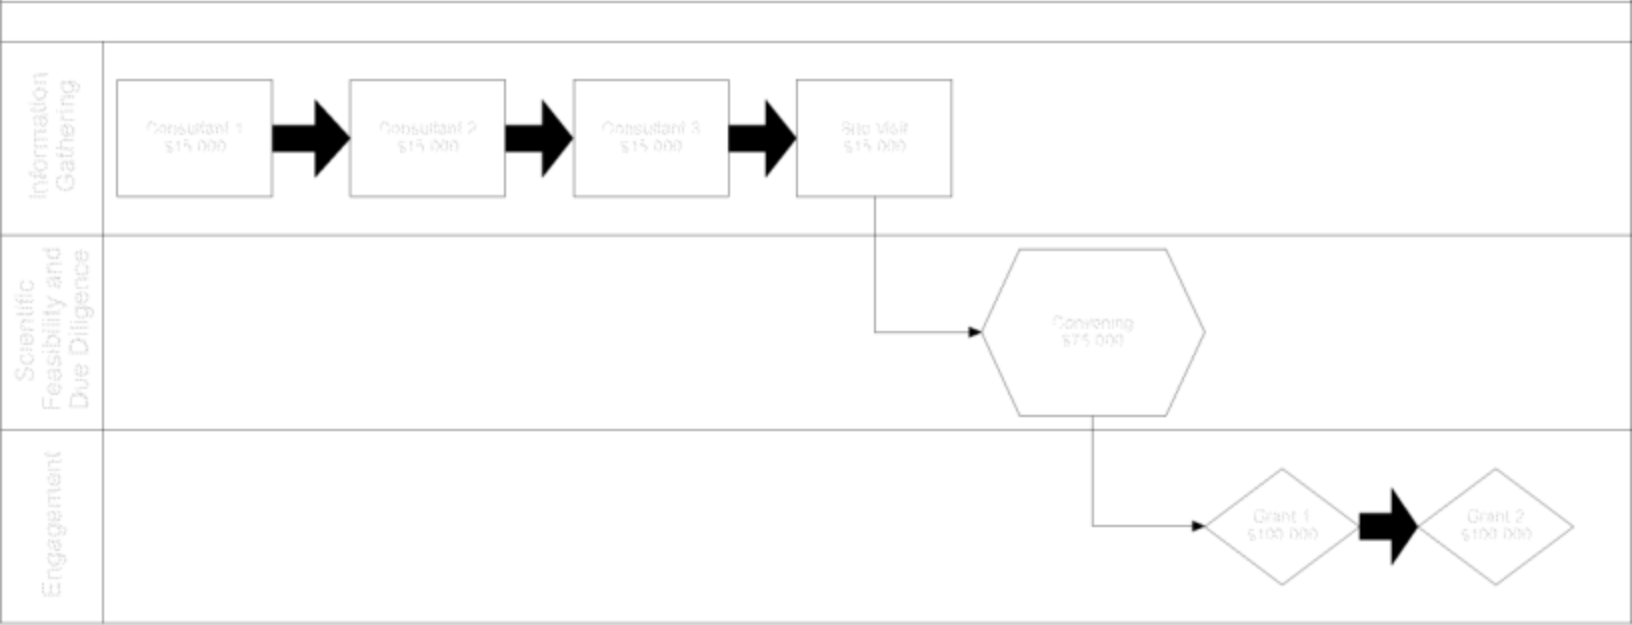 Information
Gathering
Consultant 1
$15,000
Consultant 2
$15,000
Consultant 3
$15,000
Site Visit
$15,000
Scientific
Feasibility and
Due Diligence
Convening
$75,000
Engagement
Grant 1
$100,000
Grant 2
$100,000